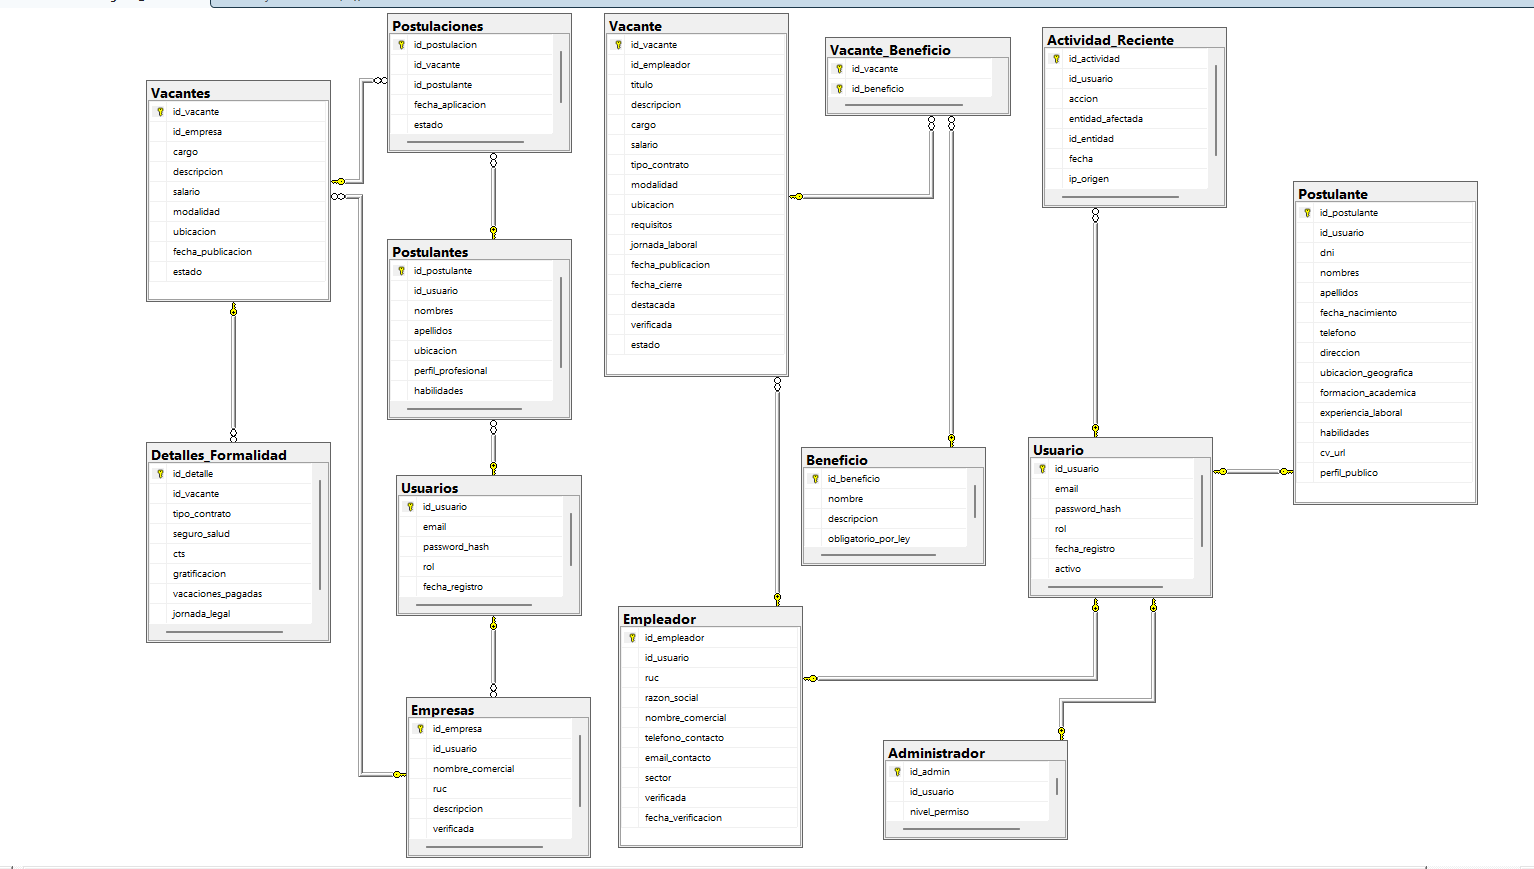 Vacantes
id_vacante
id_empresa
cargo
descripcion
salario
modalidad
ubicacion
fecha_publicacion
estado
Detalles_Formalidad
id_detalle
id_vacante
tipo_contrato
seguro_salud
cts
gratificacion
vacaciones_pagadas
jornada_legal
Postulaciones
id_postulacion
id_vacante
id_postulante
fecha_aplicacion
estado
Postulantes
id_postulante
id_usuario
nombres
apellidos
ubicacion
perfil_profesional
habilidades
Usuarios
id_usuario
email
password_hash
rol
fecha_registro
Empresas
id_empresa
id_usuario
nombre_comercial
ruc
descripcion
verificada
Vacante
id_vacante
id_empleador
titulo
descripcion
cargo
salario
tipo_contrato
modalidad
ubicacion
requisitos
jornada_laboral
fecha_publicacion
fecha_cierre
destacada
verificada
estado
Empleador
id_empleador
id_usuario
ruc
razon_social
nombre_comercial
telefono_contacto
email_contacto
sector
verificada
fecha_verificacion
Vacante_Beneficio
id_vacante
id_beneficio
Beneficio
id_beneficio
nombre
descripcion
obligatorio_por_ley
Administrador
id_admin
id_usuario
nivel_permiso
Actividad_Reciente
id_actividad
id_usuario
accion
entidad_afectada
id_entidad
fecha
ip_origen
Usuario
id_usuario
email
password_hash
rol
fecha_registro
activo
Postulante
id_postulante
id_usuario
dni
nombres
apellidos
fecha_nacimiento
telefono
direccion
ubicacion_geografica
formacion_academica
experiencia_laboral
habilidades
cv_url
perfil_publico